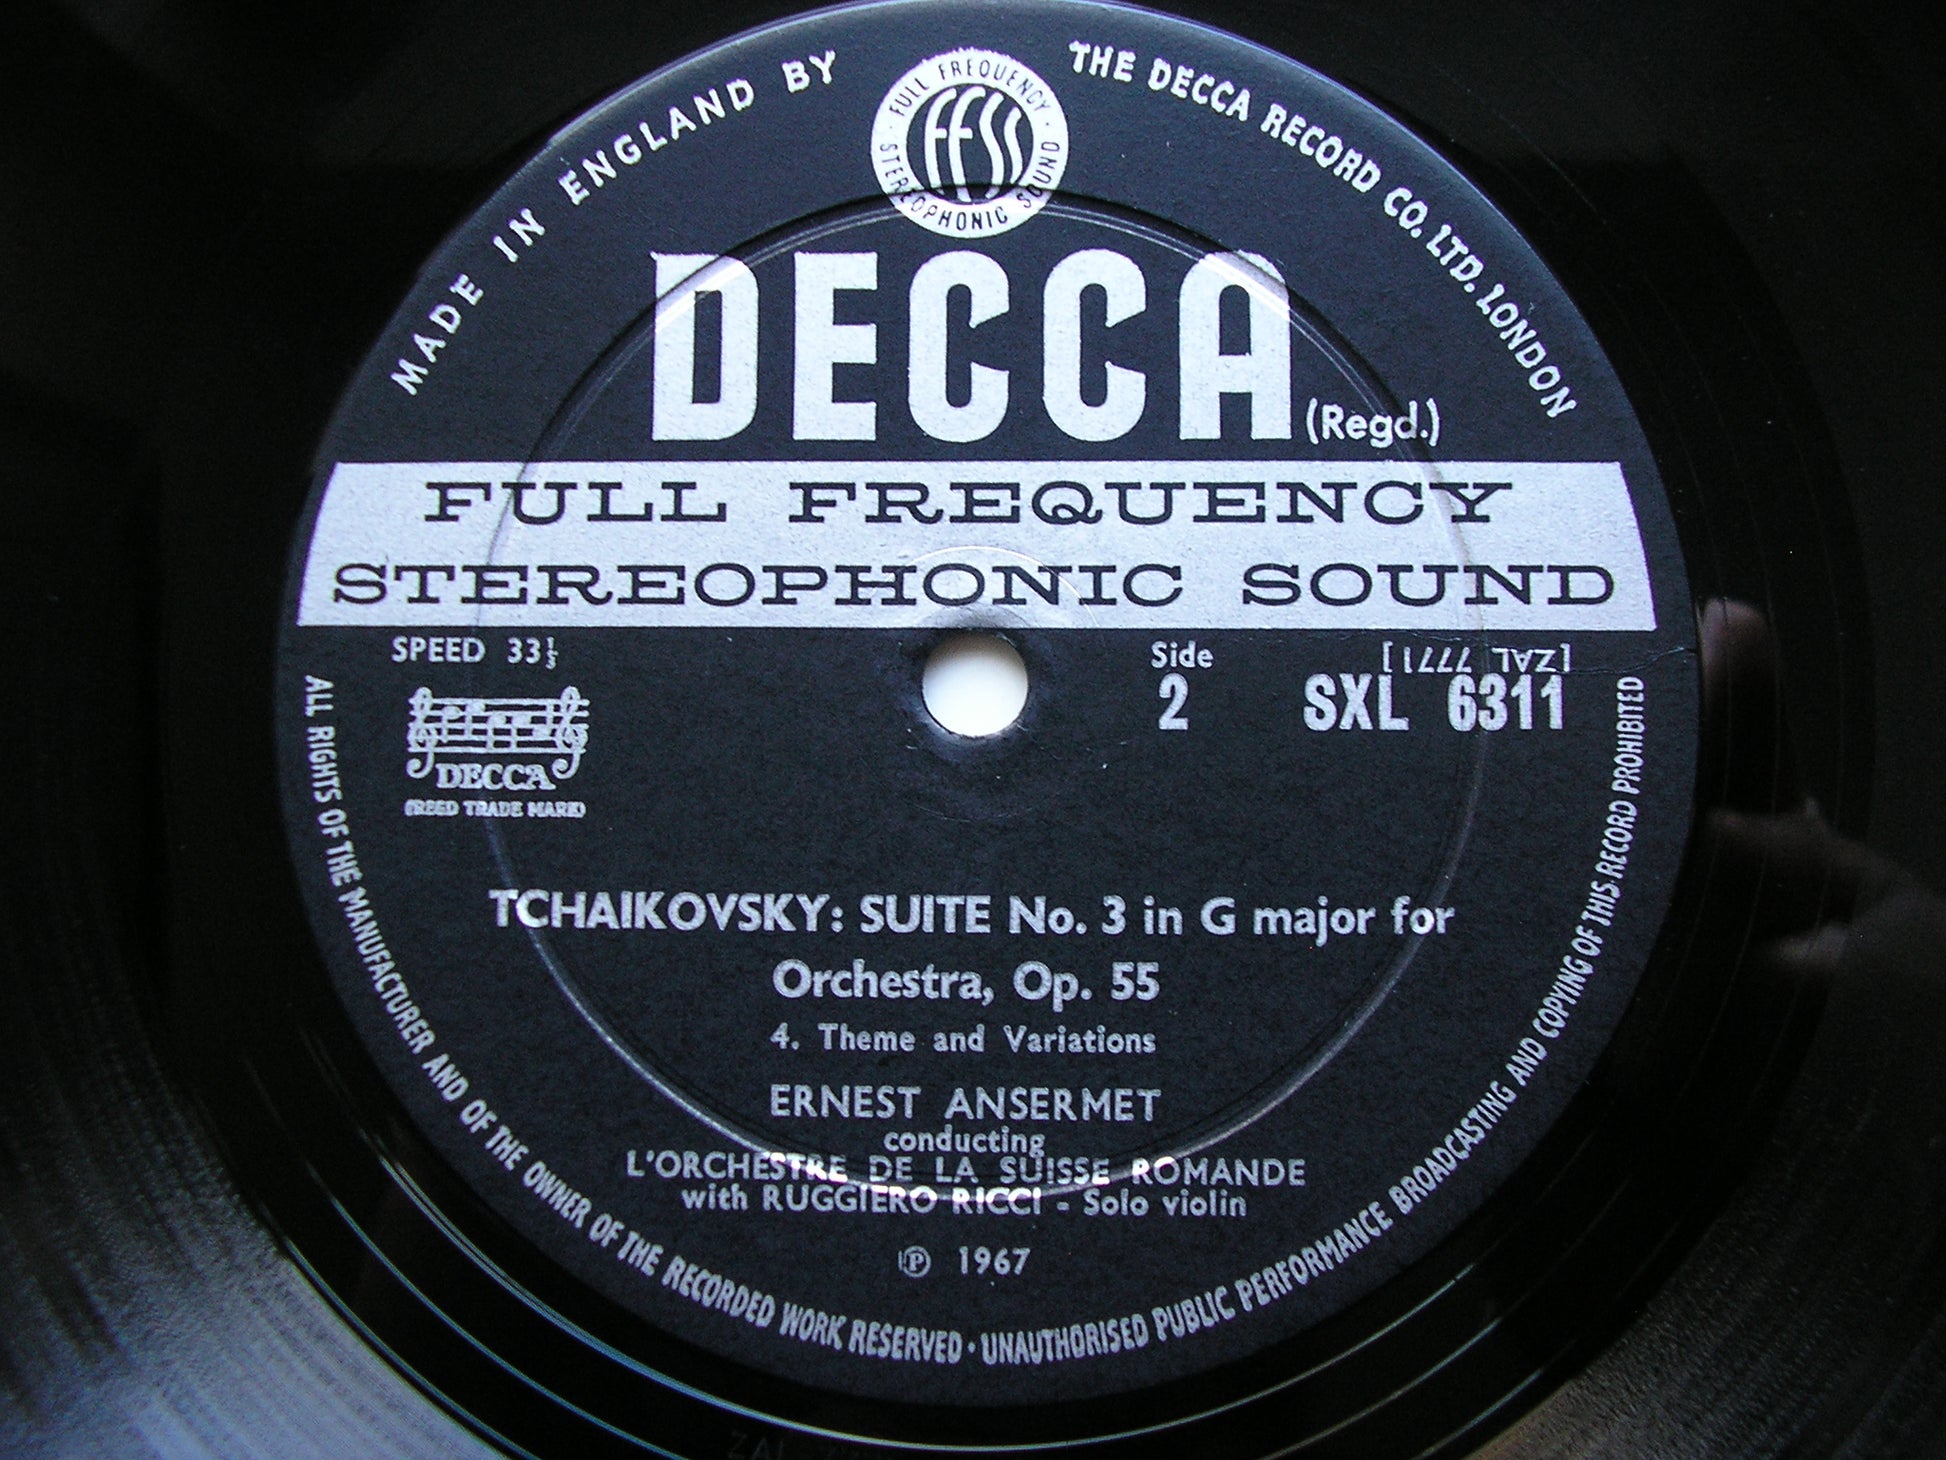 MADE IN ENGLAND BY
THE DECCA RECORD CO. LTD. LONDON
FULL FREQUENCY
STEREOPHONIC SOUND
FFSS
DECCA (Regd.)
FULL FREQUENCY
STEREOPHONIC SOUND
SPEED 33⅓
Side
2
[ZAL 7771]
SXL 6311
DECCA
(REGD TRADE MARK)
TCHAIKOVSKY: SUITE No. 3 in G major for
Orchestra, Op. 55
4. Theme and Variations
ERNEST ANSERMET
conducting
L'ORCHESTRE DE LA SUISSE ROMANDE
with RUGGIERO RICCI - Solo violin
℗ 1967
ALL RIGHTS OF THE MANUFACTURER AND OF THE OWNER OF THE RECORDED WORK RESERVED · UNAUTHORISED PUBLIC PERFORMANCE BROADCASTING AND COPYING OF THIS RECORD PROHIBITED